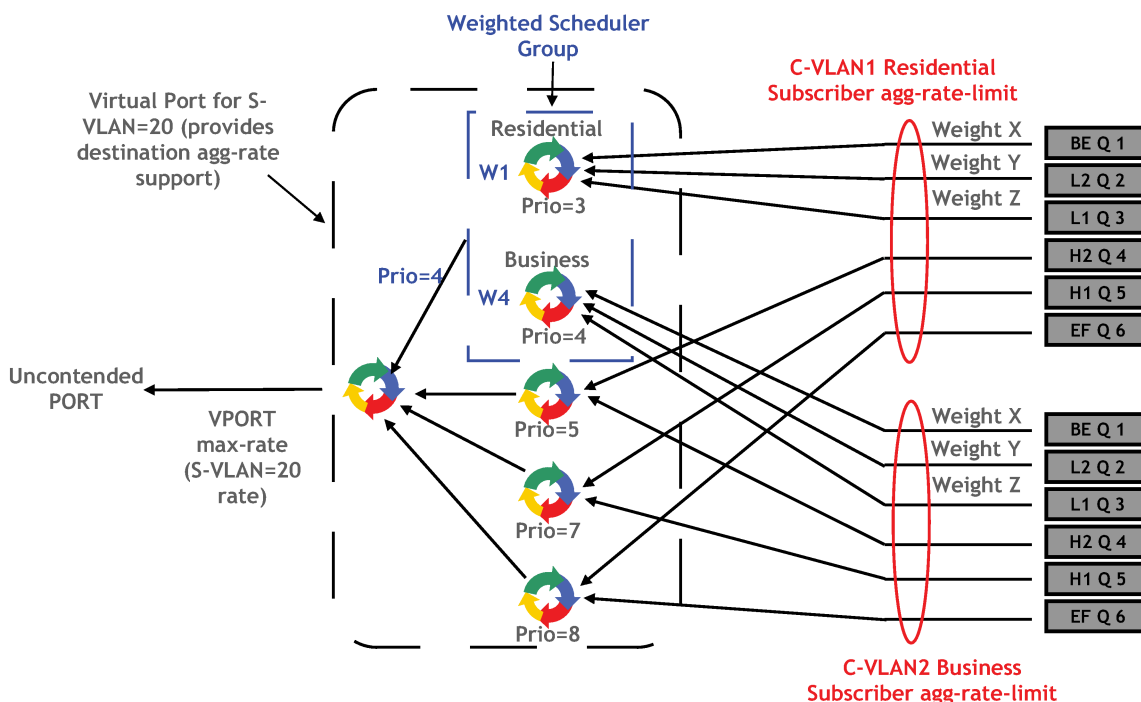 Weighted Scheduler
Group
C-VLAN1 Residential
Subscriber agg-rate-limit
Virtual Port for S-
VLAN=20 (provides
destination agg-rate
support)
Residential
W1
Prio=3
Weight X
BE Q 1
Weight Y
L2 Q 2
Weight Z
L1 Q 3
H2 Q 4
H1 Q 5
EF Q 6
Prio=4
Business
W4
Prio=4
Uncontended
PORT
VPORT
max-rate
(S-VLAN=20
rate)
Prio=5
Prio=7
Prio=8
Weight X
BE Q 1
Weight Y
L2 Q 2
Weight Z
L1 Q 3
H2 Q 4
H1 Q 5
EF Q 6
C-VLAN2 Business
Subscriber agg-rate-limit